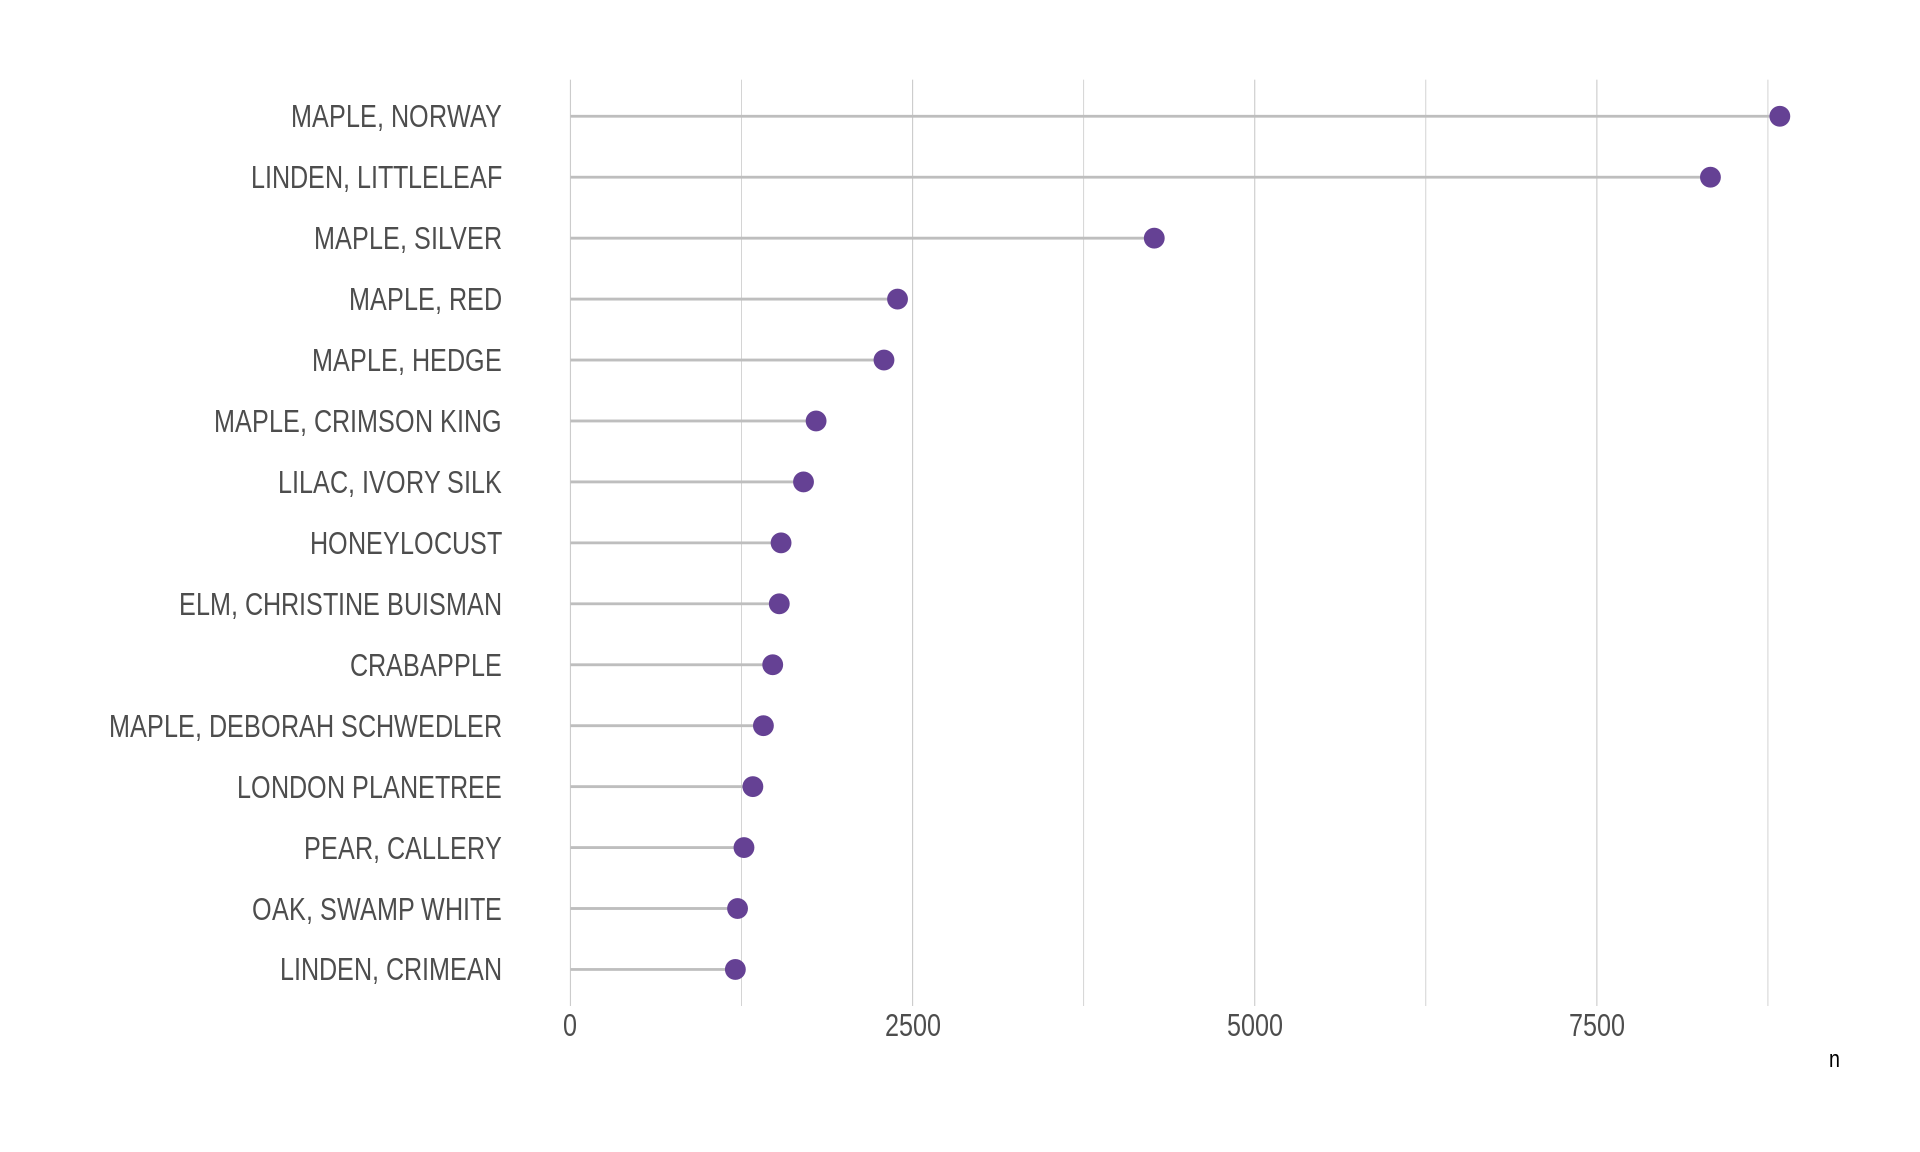 MAPLE, NORWAY
LINDEN, LITTLELEAF
MAPLE, SILVER
MAPLE, RED
MAPLE, HEDGE
MAPLE, CRIMSON KING
LILAC, IVORY SILK
HONEYLOCUST
ELM, CHRISTINE BUISMAN
CRABAPPLE
MAPLE, DEBORAH SCHWEDLER
LONDON PLANETREE
PEAR, CALLERY
OAK, SWAMP WHITE
LINDEN, CRIMEAN
0 2500 5000 7500
n